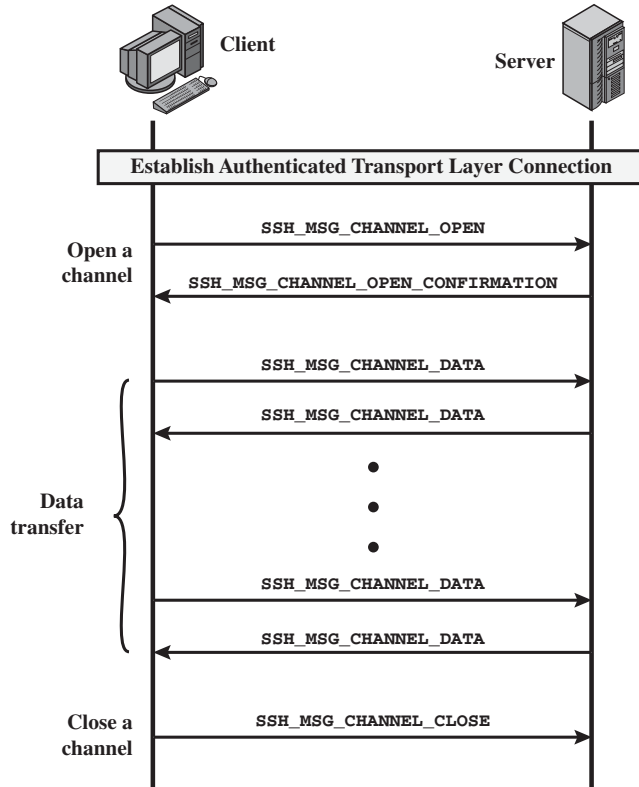 Client
Server
Establish Authenticated Transport Layer Connection
Open a
channel
SSH_MSG_CHANNEL_OPEN
SSH_MSG_CHANNEL_OPEN_CONFIRMATION
Data
transfer
SSH_MSG_CHANNEL_DATA
SSH_MSG_CHANNEL_DATA
SSH_MSG_CHANNEL_DATA
SSH_MSG_CHANNEL_DATA
Close a
channel
SSH_MSG_CHANNEL_CLOSE